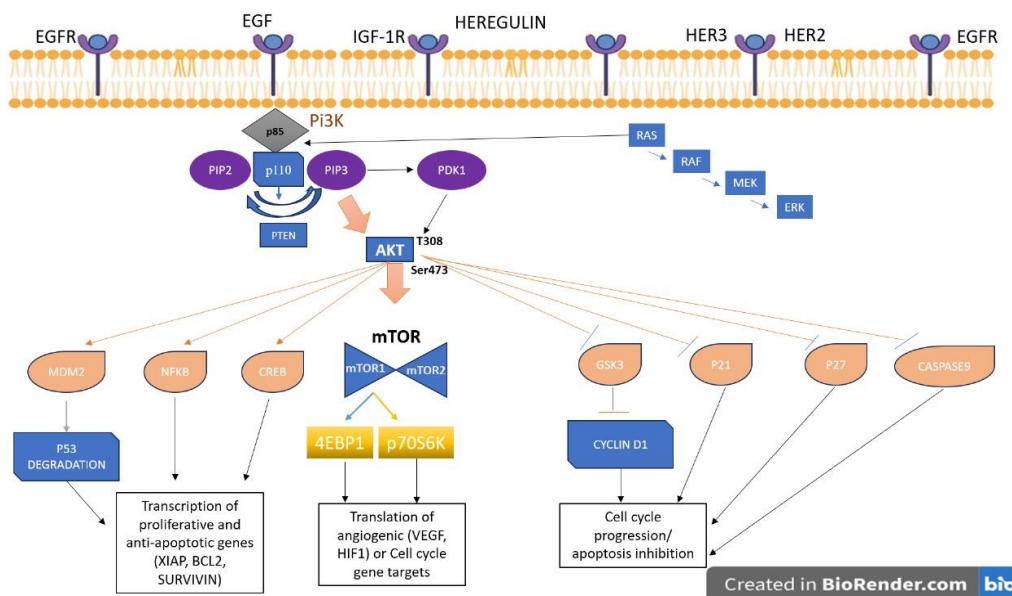 EGFR
EGF
IGF-1R
HEREGULIN
HER3
HER2
EGFR
p85
Pi3K
PIP2
p110
PIP3
PDK1
RAS
RAF
MEK
ERK
PTEN
AKT
T308
Ser473
mTOR
mTOR1
mTOR2
MDM2
NFKB
CREB
GSK3
P21
P27
CASPASE9
4EBP1
p70S6K
P53
DEGRADATION
CYCLIN D1
Transcription of
proliferative and
anti-apoptotic genes
(XIAP, BCL2,
SURVIVIN)
Translation of
angiogenic (VEGF,
HIF1) or Cell cycle
gene targets
Cell cycle
progression/
apoptosis inhibition
Created in BioRender.com
bio